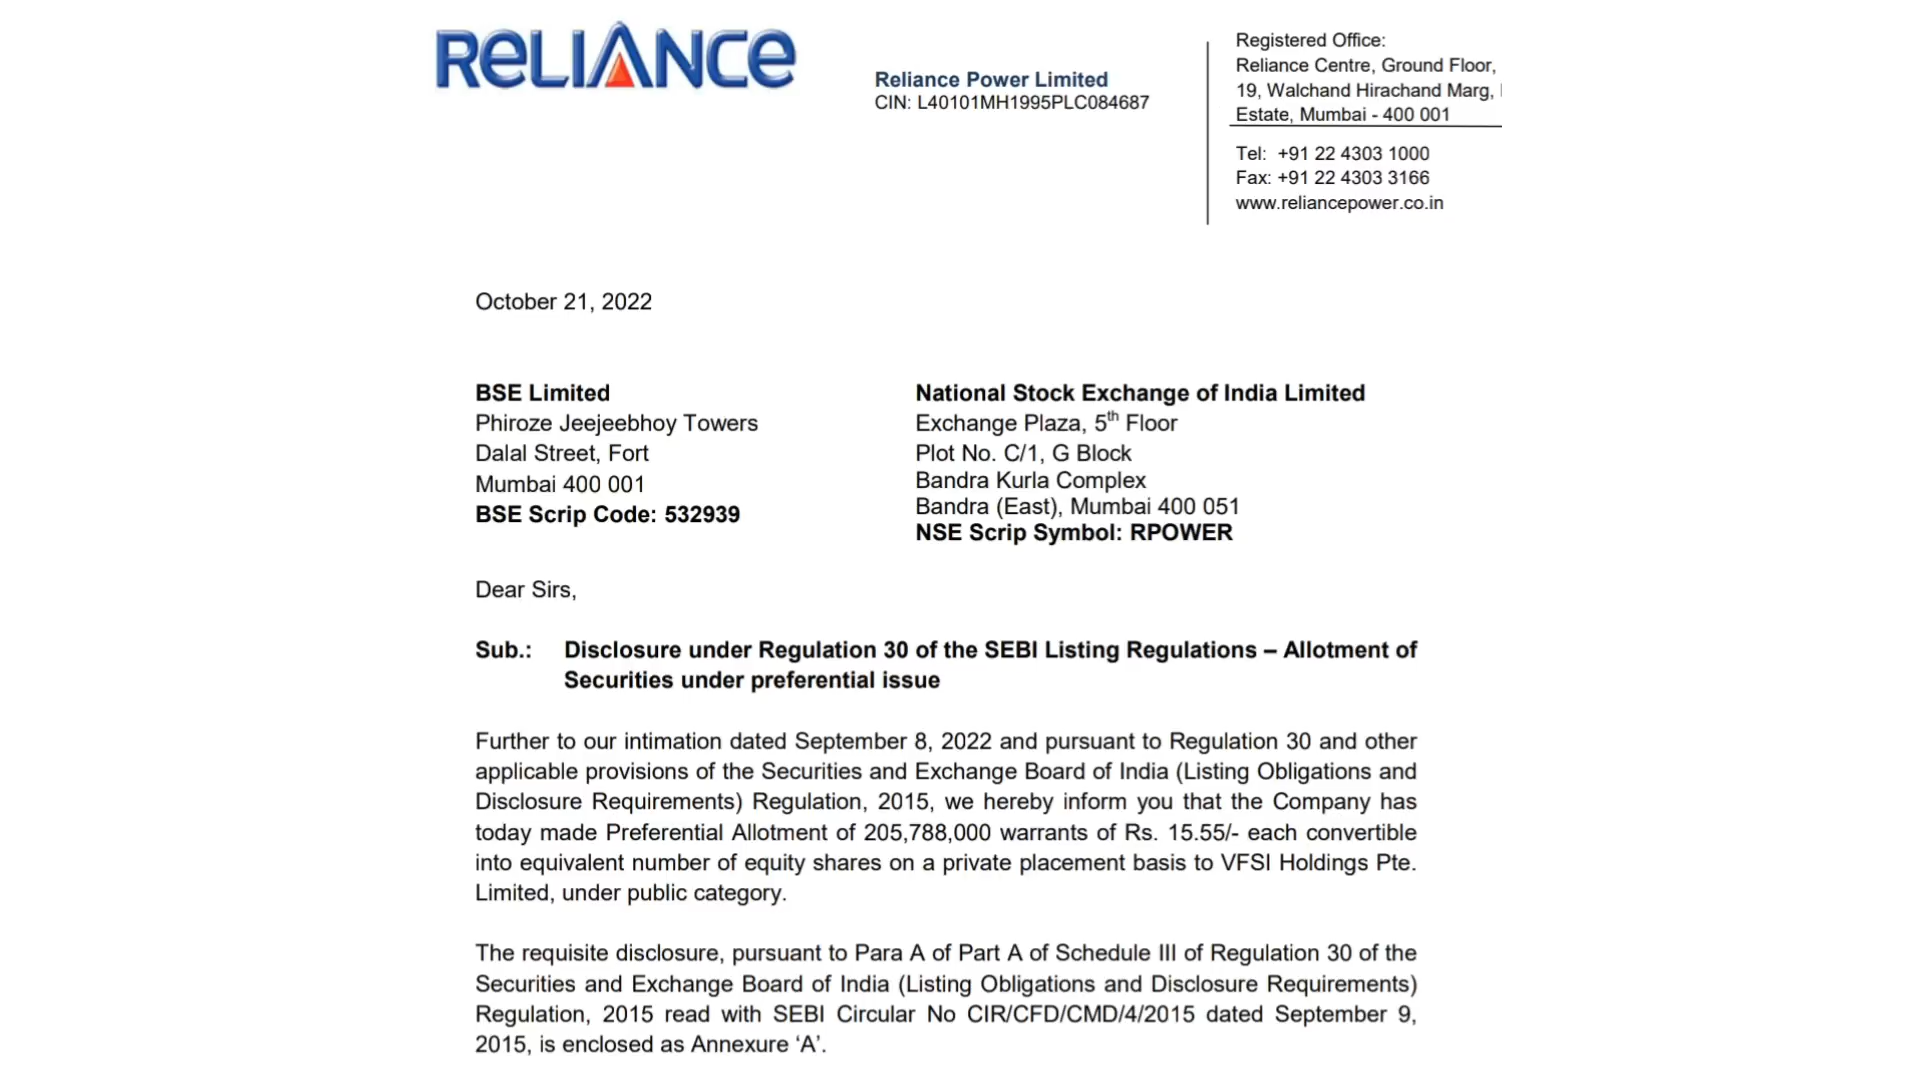 RELIANCE
Reliance Power Limited
CIN: L40101MH1995PLC084687
Registered Office:
Reliance Centre, Ground Floor,
19, Walchand Hirachand Marg,
Estate, Mumbai - 400 001
Tel: +91 22 4303 1000
Fax: +91 22 4303 3166
www.reliancepower.co.in
October 21, 2022
BSE Limited
Phiroze Jeejeebhoy Towers
Dalal Street, Fort
Mumbai 400 001
BSE Scrip Code: 532939
National Stock Exchange of India Limited
Exchange Plaza, 5th Floor
Plot No. C/1, G Block
Bandra Kurla Complex
Bandra (East), Mumbai 400 051
NSE Scrip Symbol: RPOWER
Dear Sirs,
Sub.: Disclosure under Regulation 30 of the SEBI Listing Regulations – Allotment of
Securities under preferential issue
Further to our intimation dated September 8, 2022 and pursuant to Regulation 30 and other
applicable provisions of the Securities and Exchange Board of India (Listing Obligations and
Disclosure Requirements) Regulation, 2015, we hereby inform you that the Company has
today made Preferential Allotment of 205,788,000 warrants of Rs. 15.55/- each convertible
into equivalent number of equity shares on a private placement basis to VFSI Holdings Pte.
Limited, under public category.
The requisite disclosure, pursuant to Para A of Part A of Schedule III of Regulation 30 of the
Securities and Exchange Board of India (Listing Obligations and Disclosure Requirements)
Regulation, 2015 read with SEBI Circular No CIR/CFD/CMD/4/2015 dated September 9,
2015, is enclosed as Annexure ‘A’.